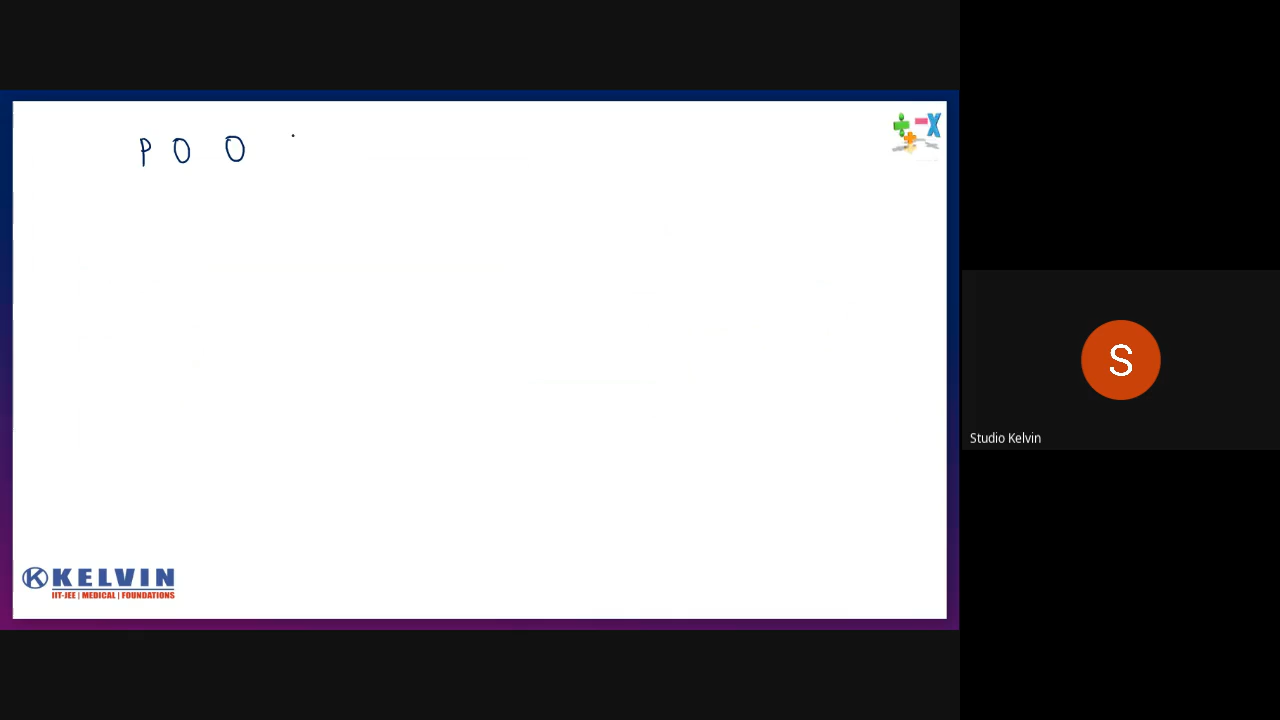 P O O
KELVIN
IIT-JEE | MEDICAL | FOUNDATIONS
S
Studio Kelvin